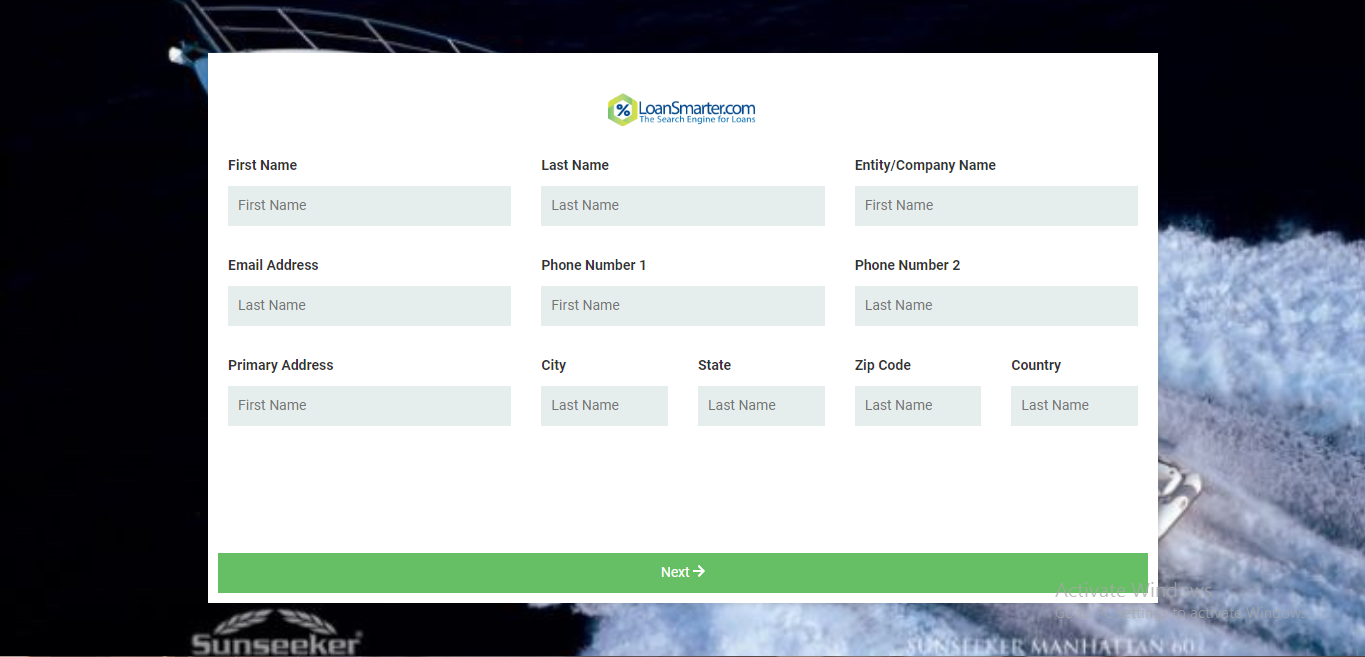 LoanSmarter.com
The Search Engine for Loans
First Name
Last Name
Entity/Company Name
First Name
Last Name
First Name
Email Address
Phone Number 1
Phone Number 2
Last Name
First Name
Last Name
Primary Address
City
State
Zip Code
Country
First Name
Last Name
Last Name
Last Name
Last Name
Next →
Activate Windows
to activate Windows.
Sunseeker
SUNSEEKER MANHATTAN 60